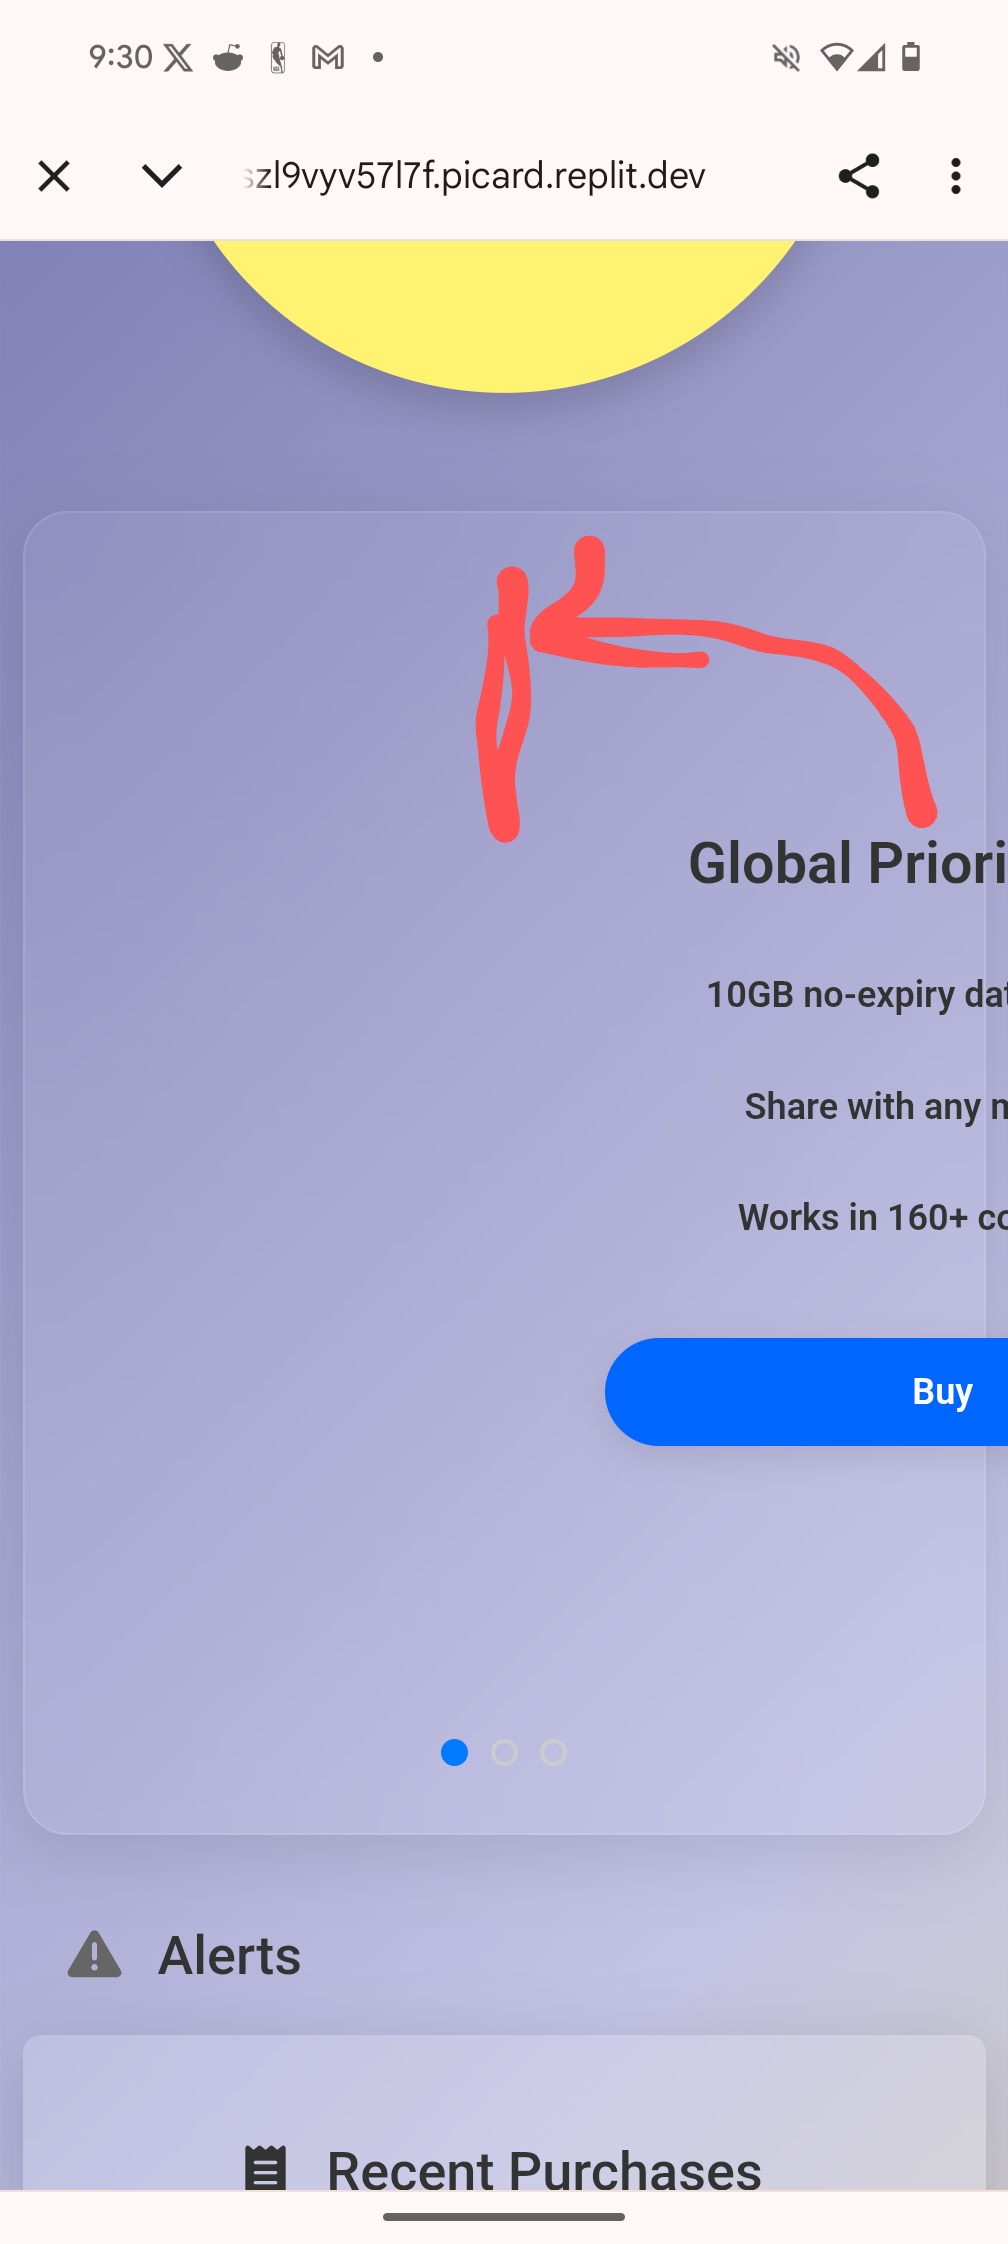 9:30
szl9vyv57l7f.picard.replit.dev
Global Priori
10GB no-expiry dat
Share with any m
Works in 160+ co
Buy
Alerts
Recent Purchases